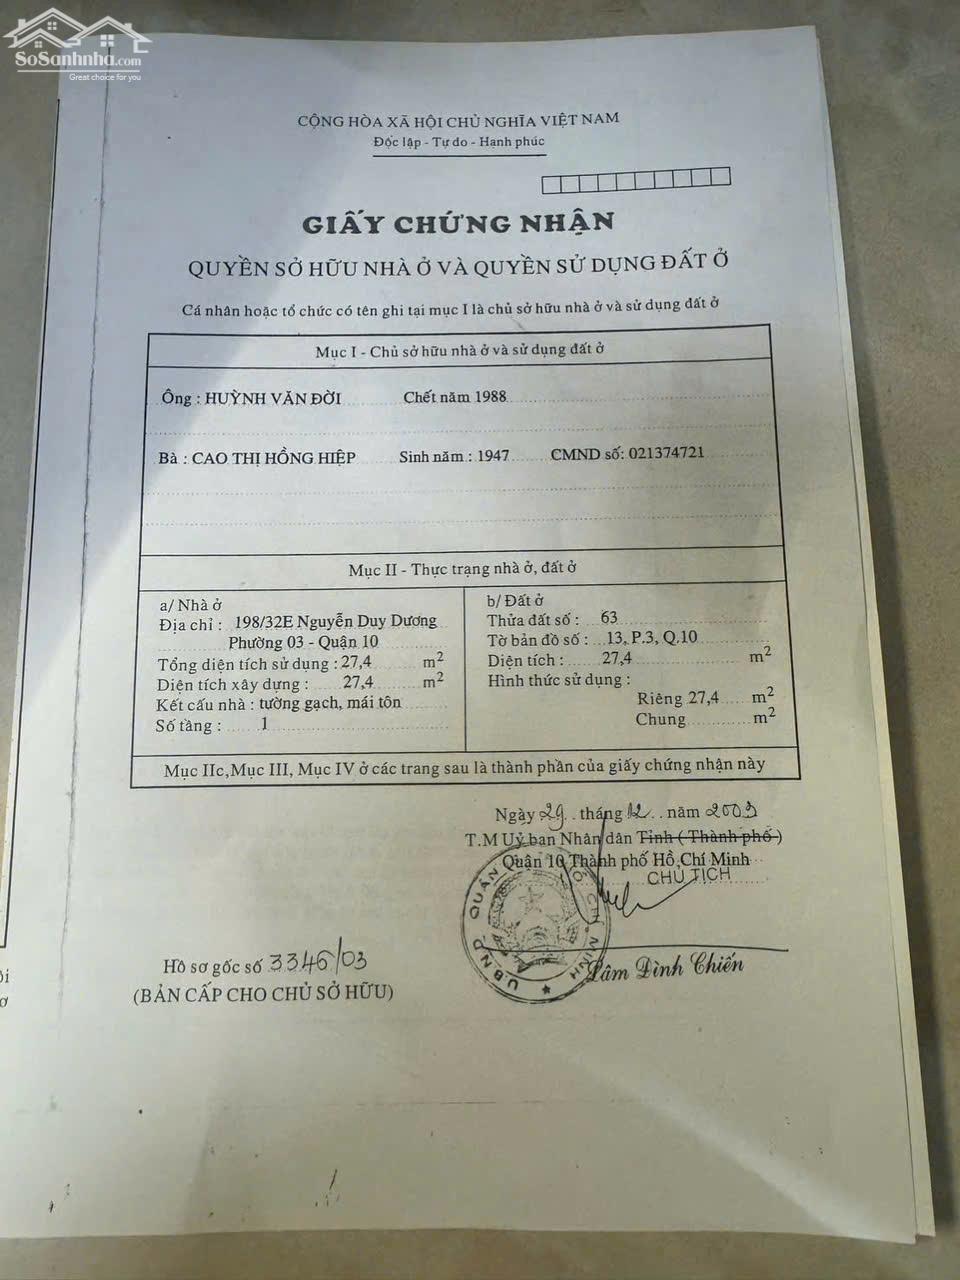 SoSanhnha.com
Great choice for you
CỘNG HÒA XÃ HỘI CHỦ NGHĨA VIỆT NAM
Độc lập - Tự do - Hạnh phúc
GIẤY CHỨNG NHẬN
QUYỀN SỞ HỮU NHÀ Ở VÀ QUYỀN SỬ DỤNG ĐẤT Ở
Cá nhân hoặc tổ chức có tên ghi tại mục I là chủ sở hữu nhà ở và sử dụng đất ở
Mục I - Chủ sở hữu nhà ở và sử dụng đất ở
Ông : HUỲNH VĂN ĐỜI Chết năm 1988
Bà : CAO THỊ HỒNG HIỆP Sinh năm : 1947 CMND số: 021374721
Mục II - Thực trạng nhà ở, đất ở
a/ Nhà ở
Địa chỉ : 198/32E Nguyễn Duy Dương
Phường 03 - Quận 10
Tổng diện tích sử dụng : 27,4 m2
Diện tích xây dựng : 27,4 m2
Kết cấu nhà : tường gạch, mái tôn
Số tầng : 1
b/ Đất ở
Thửa đất số : 63
Tờ bản đồ số : 13, P.3, Q.10
Diện tích : 27,4 m2
Hình thức sử dụng :
Riêng 27,4 m2
Chung m2
Mục IIc,Mục III, Mục IV ở các trang sau là thành phần của giấy chứng nhận này
Ngày 29 tháng 12 năm 2003
T.M Uỷ ban Nhân dân Tỉnh ( Thành phố )
Quận 10 Thành phố Hồ Chí Minh
CHỦ TỊCH
Lâm Đình Chiến
Hồ sơ gốc số 3346/03
(BẢN CẤP CHO CHỦ SỞ HỮU)